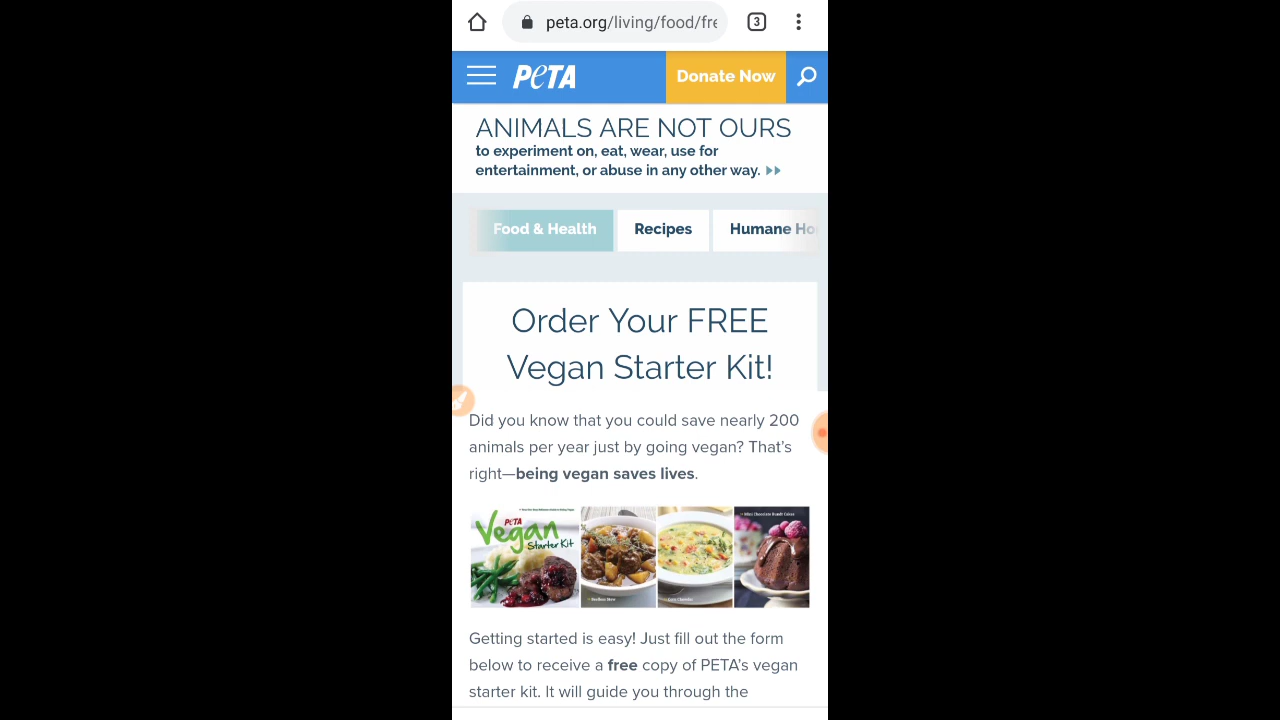 peta.org/living/food/fre
3
PETA
Donate Now
ANIMALS ARE NOT OURS
to experiment on, eat, wear, use for
entertainment, or abuse in any other way.
Food & Health
Recipes
Humane Ho
Order Your FREE
Vegan Starter Kit!
Did you know that you could save nearly 200
animals per year just by going vegan? That's
right—being vegan saves lives.
PETA
Vegan
Starter Kit
Getting started is easy! Just fill out the form
below to receive a free copy of PETA's vegan
starter kit. It will guide you through the